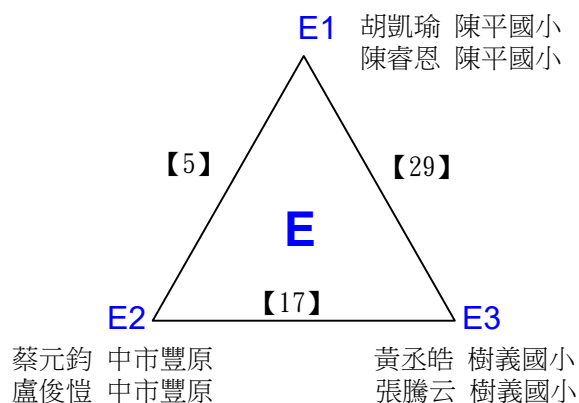 E1
胡凱瑜 陳平國小
陳睿恩 陳平國小
【5】
【29】
E
【17】
E2
E3
蔡元鈞 中市豐原
盧俊愷 中市豐原
黃丞皓 樹義國小
張騰云 樹義國小